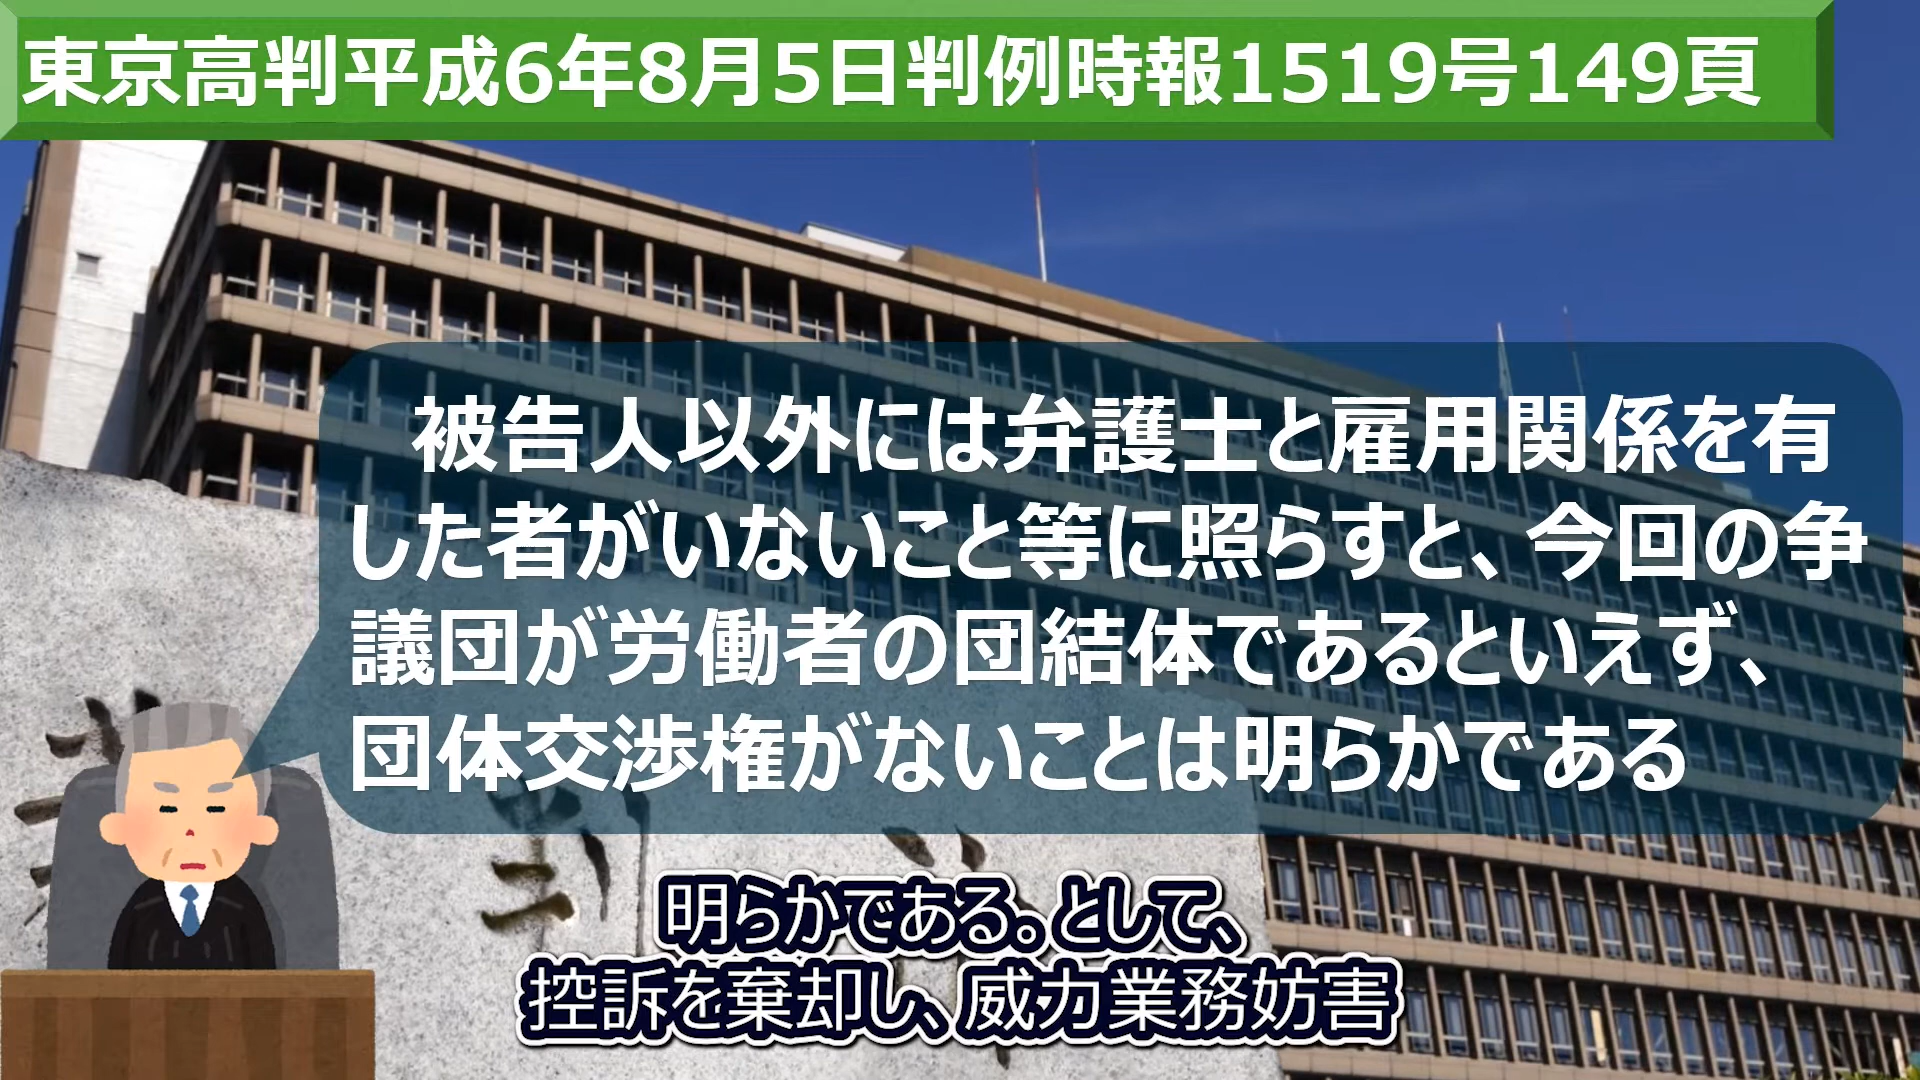 東京高判平成6年8月5日判例時報1519号149頁
被告人以外には弁護士と雇用関係を有
した者がいないこと等に照らすと、今回の争
議団が労働者の団結体であるといえず、
団体交渉権がないことは明らかである
明らかである。として、
控訴を棄却し、威力業務妨害